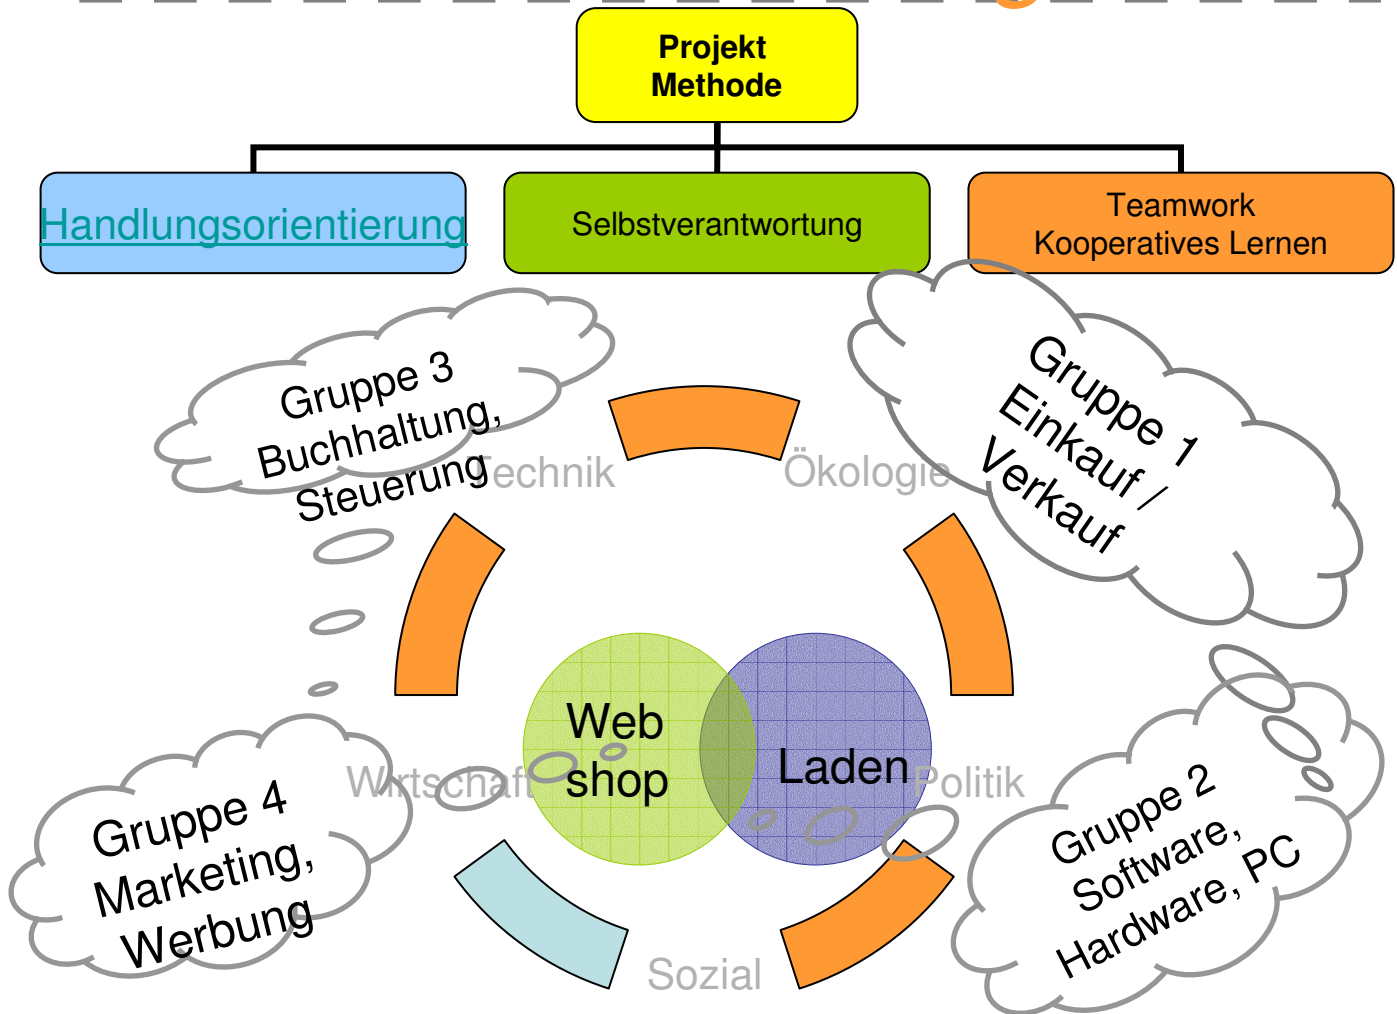 Projekt
Methode
Handlungsorientierung
Selbstverantwortung
Teamwork
Kooperatives Lernen
Gruppe 3
Buchhaltung,
Steuerung
Gruppe 1
Einkauf /
Verkauf
Technik
Ökologie
Web
shop
Laden
Wirtschaft
Politik
Gruppe 4
Marketing,
Werbung
Gruppe 2
Software,
Hardware, PC
Sozial